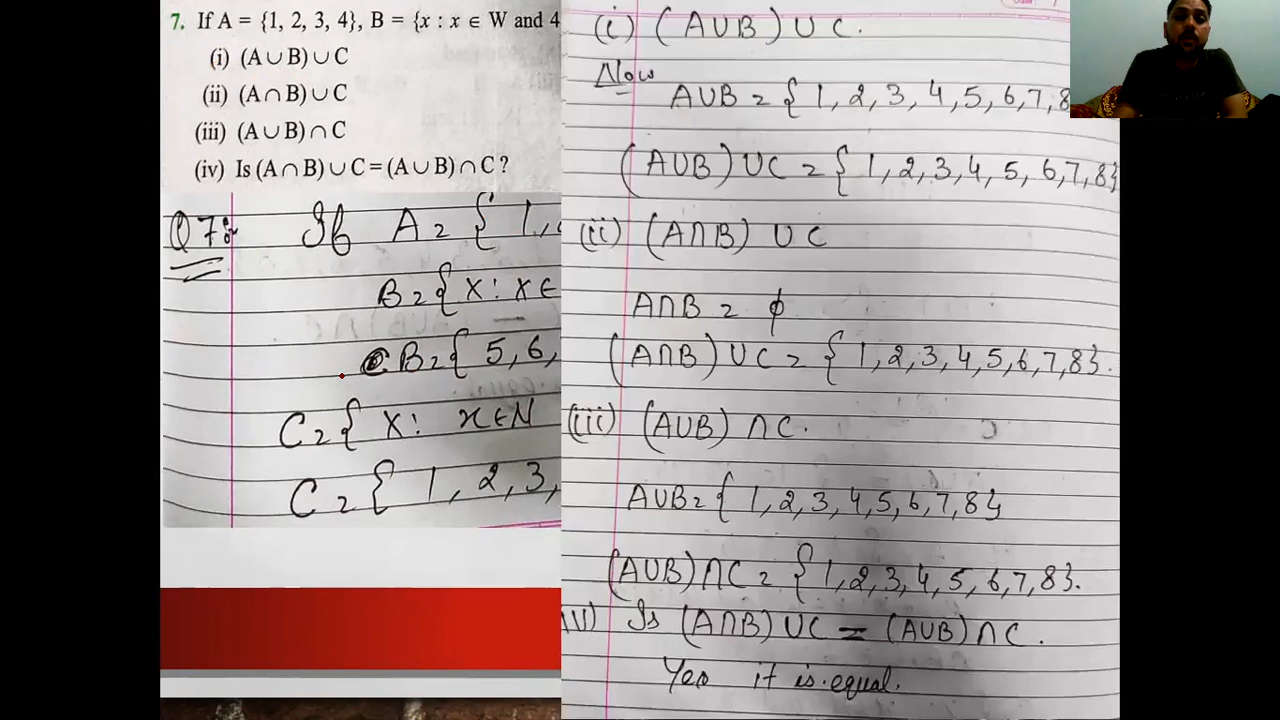 7. If A = {1, 2, 3, 4}, B = {x : x ∈ W and 4
(i) (A∪B)∪C
(ii) (A∩B)∪C
(iii) (A∪B)∩C
(iv) Is (A∩B)∪C=(A∪B)∩C?
Q7:- If A = { 1,
B = { x : x ∈
B = { 5, 6,
C = { x : x ∈ N
C = { 1, 2, 3,
(i) (A∪B) ∪ C.
Now
A∪B = { 1, 2, 3, 4, 5, 6, 7, 8
(A∪B) ∪C = { 1, 2, 3, 4, 5, 6, 7, 8}
(ii) (A∩B) ∪ C
A∩B = ϕ
(A∩B) ∪C = { 1, 2, 3, 4, 5, 6, 7, 8}.
(iii) (A∪B) ∩C.
A∪B = { 1, 2, 3, 4, 5, 6, 7, 8}
(A∪B)∩C = { 1, 2, 3, 4, 5, 6, 7, 8}.
IV) Is (A∩B) ∪C = (A∪B)∩C.
Yes it is equal.